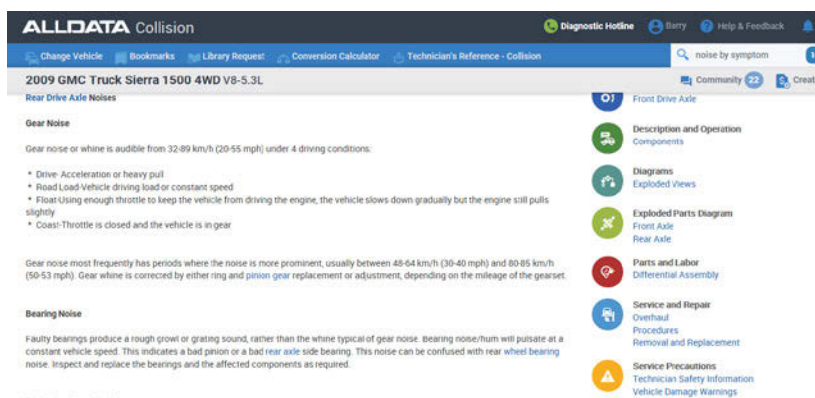 ALLDATA Collision
Diagnostic Hotline
Barry
Help & Feedback
Change Vehicle
Bookmarks
Library Request
Conversion Calculator
Technician's Reference - Collision
noise by symptom
2009 GMC Truck Sierra 1500 4WD V8-5.3L
Community 22
Creat
Rear Drive Axle Noises
Gear Noise
Gear noise or whine is audible from 32-89 km/h (20-55 mph) under 4 driving conditions:
* Drive- Acceleration or heavy pull
* Road Load-Vehicle driving load or constant speed
* Float-Using enough throttle to keep the vehicle from driving the engine, the vehicle slows down gradually but the engine still pulls
slightly
* Coast-Throttle is closed and the vehicle is in gear
Gear noise most frequently has periods where the noise is more prominent, usually between 48-64 km/h (30-40 mph) and 80-85 km/h
(50-53 mph). Gear whine is corrected by either ring and pinion gear replacement or adjustment, depending on the mileage of the gearset.
Bearing Noise
Faulty bearings produce a rough growl or grating sound, rather than the whine typical of gear noise. Bearing noise/hum will pulsate at a
constant vehicle speed. This indicates a bad pinion or a bad rear axle side bearing. This noise can be confused with rear wheel bearing
noise. Inspect and replace the bearings and the affected components as required.
Front Drive Axle
Description and Operation
Components
Diagrams
Exploded Views
Exploded Parts Diagram
Front Axle
Rear Axle
Parts and Labor
Differential Assembly
Service and Repair
Overhaul
Procedures
Removal and Replacement
Service Precautions
Technician Safety Information
Vehicle Damage Warnings